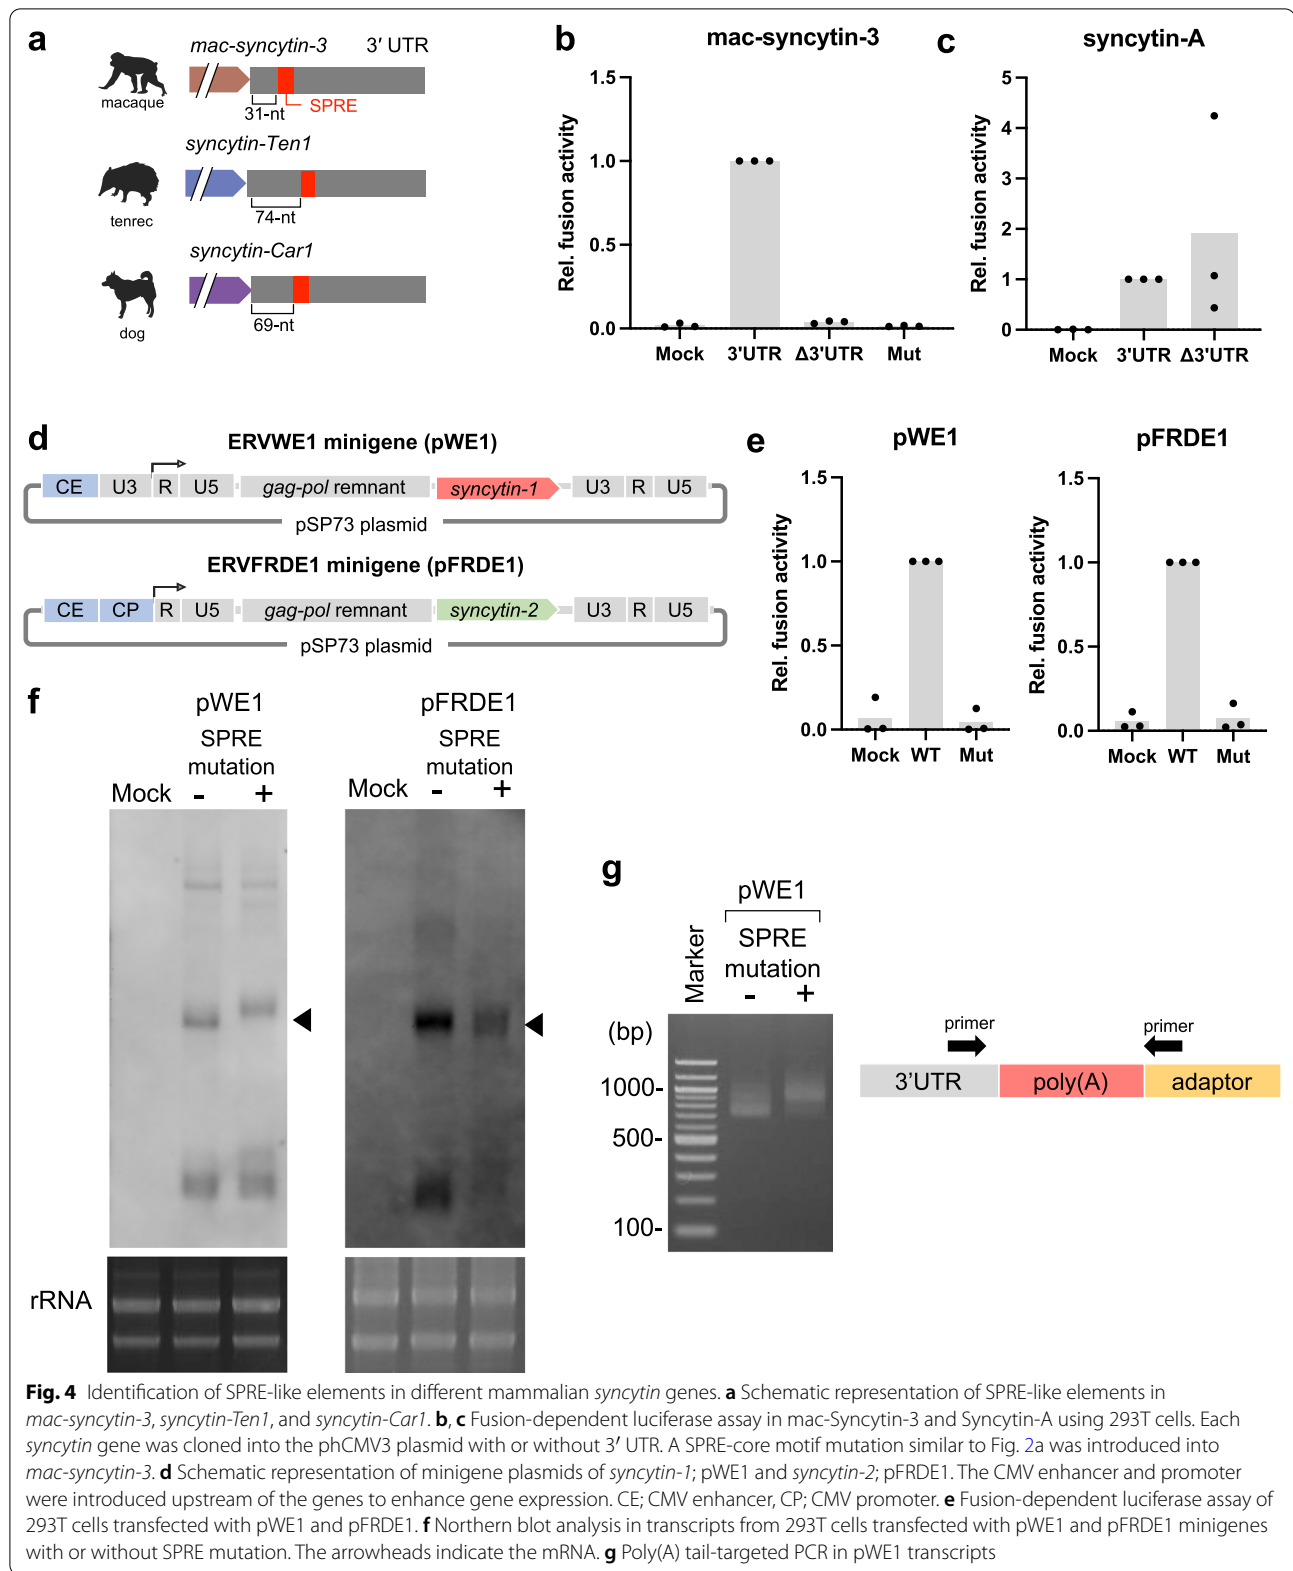 a
mac-syncytin-3 3′ UTR
macaque
31-nt
SPRE
syncytin-Ten1
tenrec
74-nt
syncytin-Car1
dog
69-nt
b
mac-syncytin-3
Rel. fusion activity
1.5
1.0
0.5
0.0
Mock 3'UTR Δ3'UTR Mut
c
syncytin-A
Rel. fusion activity
5
4
3
2
1
0
Mock 3'UTR Δ3'UTR
d
ERVWE1 minigene (pWE1)
CE U3 R U5 gag-pol remnant syncytin-1 U3 R U5
pSP73 plasmid
ERVFRDE1 minigene (pFRDE1)
CE CP R U5 gag-pol remnant syncytin-2 U3 R U5
pSP73 plasmid
e
pWE1
Rel. fusion activity
1.5
1.0
0.5
0.0
Mock WT Mut
pFRDE1
Rel. fusion activity
1.5
1.0
0.5
0.0
Mock WT Mut
f
pWE1
SPRE
mutation
Mock - +
pFRDE1
SPRE
mutation
Mock - +
rRNA
g
pWE1
SPRE
mutation
Marker - +
(bp)
1000-
500-
100-
primer primer
3'UTR poly(A) adaptor
Fig. 4 Identification of SPRE-like elements in different mammalian syncytin genes. a Schematic representation of SPRE-like elements in
mac-syncytin-3, syncytin-Ten1, and syncytin-Car1. b, c Fusion-dependent luciferase assay in mac-Syncytin-3 and Syncytin-A using 293T cells. Each
syncytin gene was cloned into the phCMV3 plasmid with or without 3′ UTR. A SPRE-core motif mutation similar to Fig. 2a was introduced into
mac-syncytin-3. d Schematic representation of minigene plasmids of syncytin-1; pWE1 and syncytin-2; pFRDE1. The CMV enhancer and promoter
were introduced upstream of the genes to enhance gene expression. CE; CMV enhancer, CP; CMV promoter. e Fusion-dependent luciferase assay of
293T cells transfected with pWE1 and pFRDE1. f Northern blot analysis in transcripts from 293T cells transfected with pWE1 and pFRDE1 minigenes
with or without SPRE mutation. The arrowheads indicate the mRNA. g Poly(A) tail-targeted PCR in pWE1 transcripts